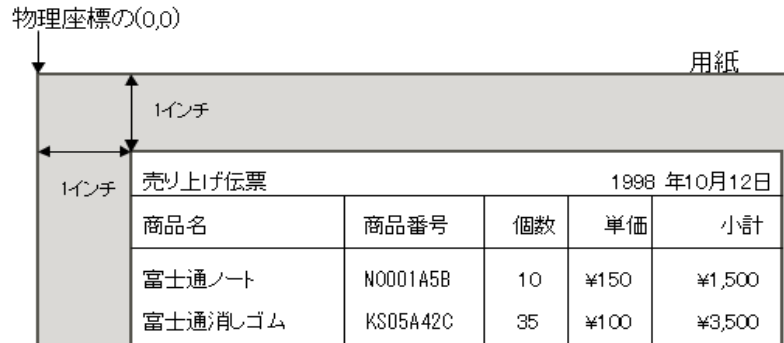 物理座標の(0,0)
用紙
1インチ
1インチ
売り上げ伝票 1998 年10月12日
商品名 商品番号 個数 単価 小計
富士通ノート N0001A5B 10 ¥150 ¥1,500
富士通消しゴム KS05A42C 35 ¥100 ¥3,500